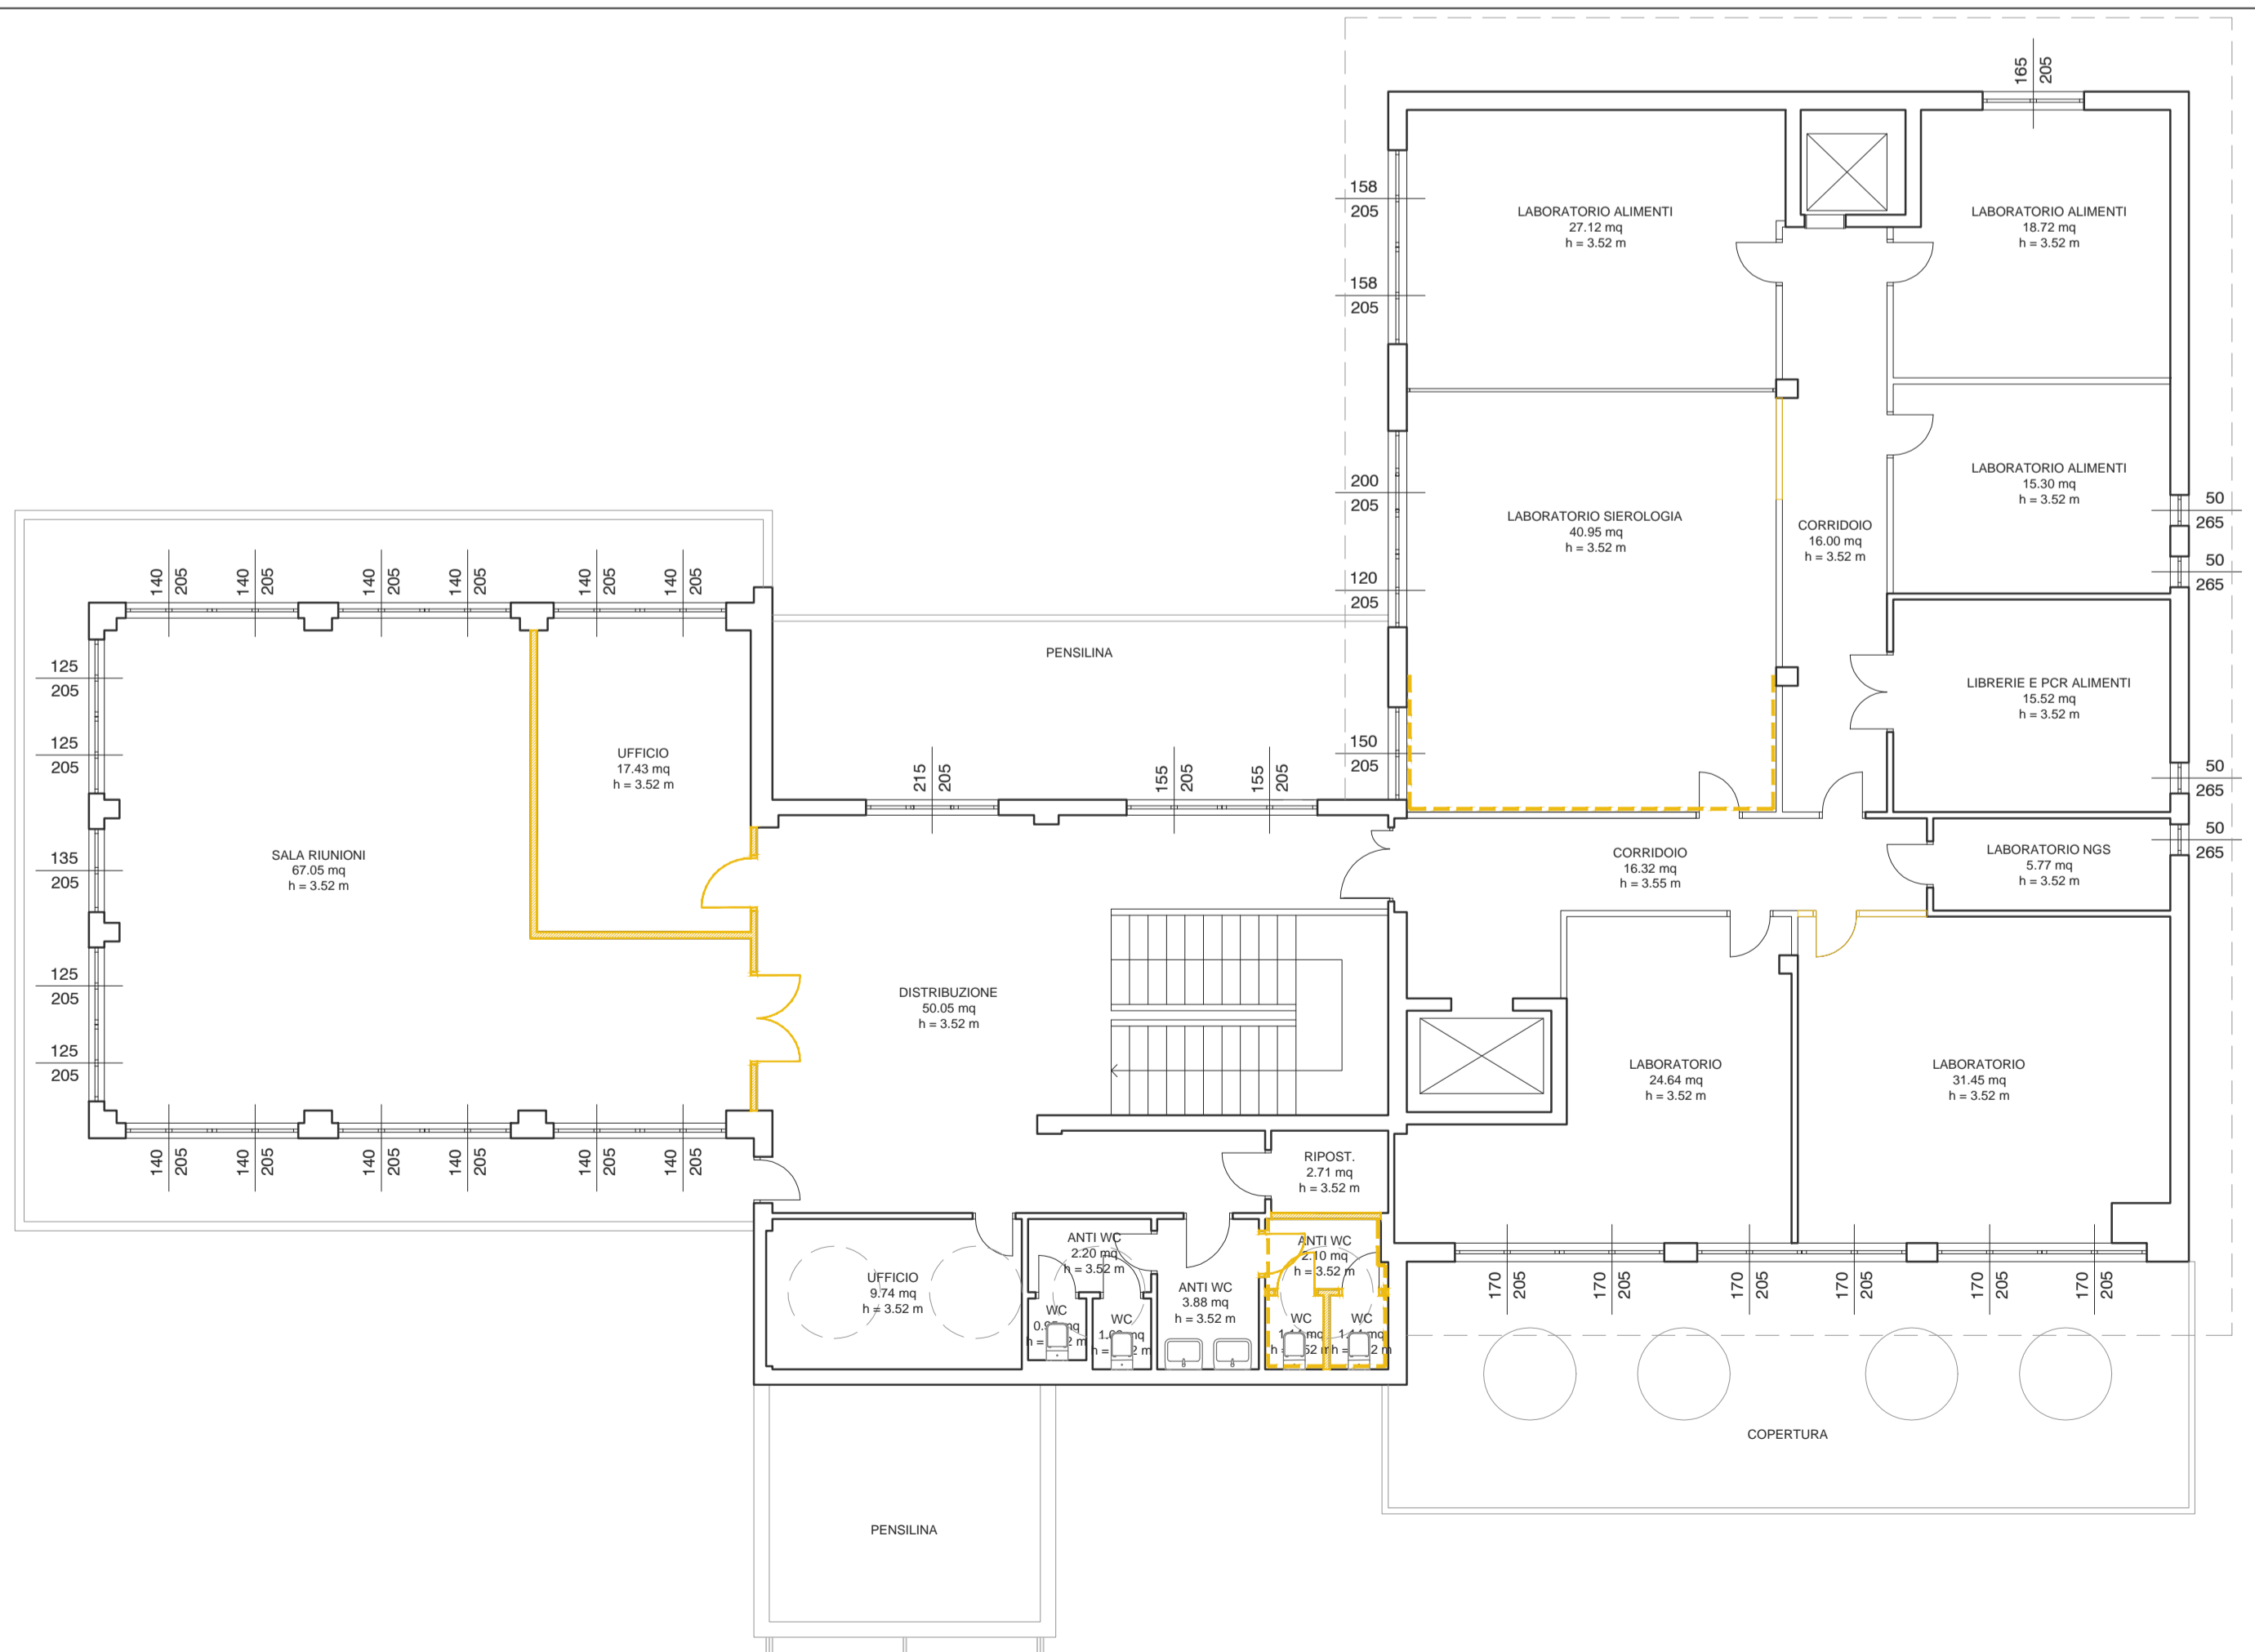 165
205
158
205
LABORATORIO ALIMENTI
27.12 mq
h = 3.52 m
LABORATORIO ALIMENTI
18.72 mq
h = 3.52 m
158
205
200
205
LABORATORIO SIEROLOGIA
40.95 mq
h = 3.52 m
CORRIDOIO
16.00 mq
h = 3.52 m
LABORATORIO ALIMENTI
15.30 mq
h = 3.52 m
50
265
50
265
120
205
140
205
140
205
140
205
140
205
140
205
140
205
PENSILINA
125
205
125
205
UFFICIO
17.43 mq
h = 3.52 m
LIBRERIE E PCR ALIMENTI
15.52 mq
h = 3.52 m
150
205
215
205
155
205
155
205
50
265
50
265
135
205
SALA RIUNIONI
67.05 mq
h = 3.52 m
CORRIDOIO
16.32 mq
h = 3.55 m
LABORATORIO NGS
5.77 mq
h = 3.52 m
125
205
125
205
DISTRIBUZIONE
50.05 mq
h = 3.52 m
LABORATORIO
24.64 mq
h = 3.52 m
LABORATORIO
31.45 mq
h = 3.52 m
140
205
140
205
140
205
140
205
140
205
140
205
RIPOST.
2.71 mq
h = 3.52 m
UFFICIO
9.74 mq
h = 3.52 m
ANTI WC
2.20 mq
h = 3.52 m
WC
WC
ANTI WC
3.88 mq
h = 3.52 m
ANTI WC
2.10 mq
h = 3.52 m
WC
WC
170
205
170
205
170
205
170
205
170
205
170
205
COPERTURA
PENSILINA